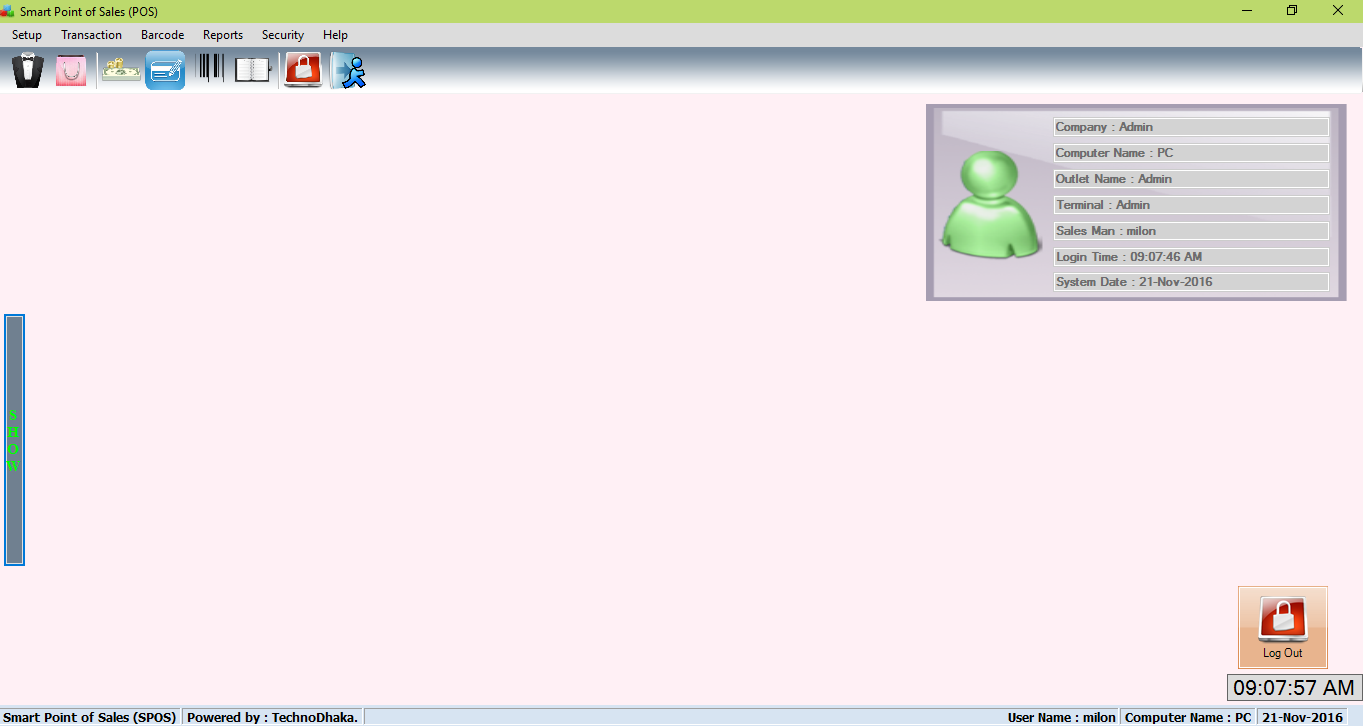 Smart Point of Sales (POS)
Setup Transaction Barcode Reports Security Help
Company : Admin
Computer Name : PC
Outlet Name : Admin
Terminal : Admin
Sales Man : milon
Login Time : 09:07:46 AM
System Date : 21-Nov-2016
S
H
O
W
Log Out
09:07:57 AM
Smart Point of Sales (SPOS) Powered by : TechnoDhaka. User Name : milon Computer Name : PC 21-Nov-2016